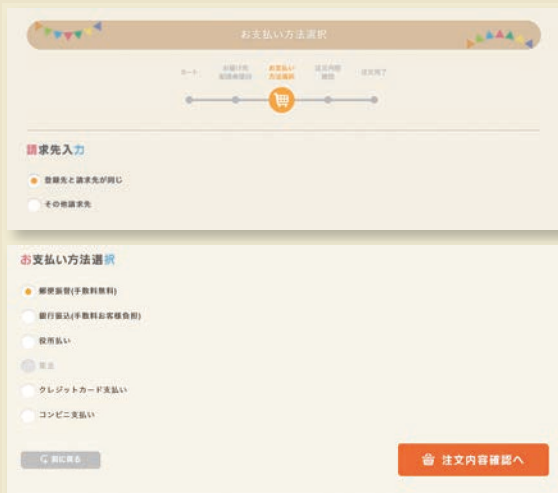 お支払い方法選択
カート
お届け先
配送希望日
お支払い
方法選択
注文内容
確認
注文完了
請求先入力
登録先と請求先が同じ
その他請求先
お支払い方法選択
郵便振替(手数料無料)
銀行振込(手数料お客様負担)
役所払い
現金
クレジットカード支払い
コンビニ支払い
前に戻る
注文内容確認へ